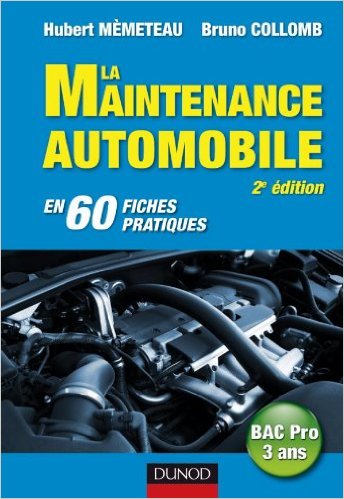 Hubert MÈMETEAU Bruno COLLOMB
LA
MAINTENANCE
AUTOMOBILE
2e édition
EN 60 FICHES
PRATIQUES
BAC Pro
3 ans
DUNOD